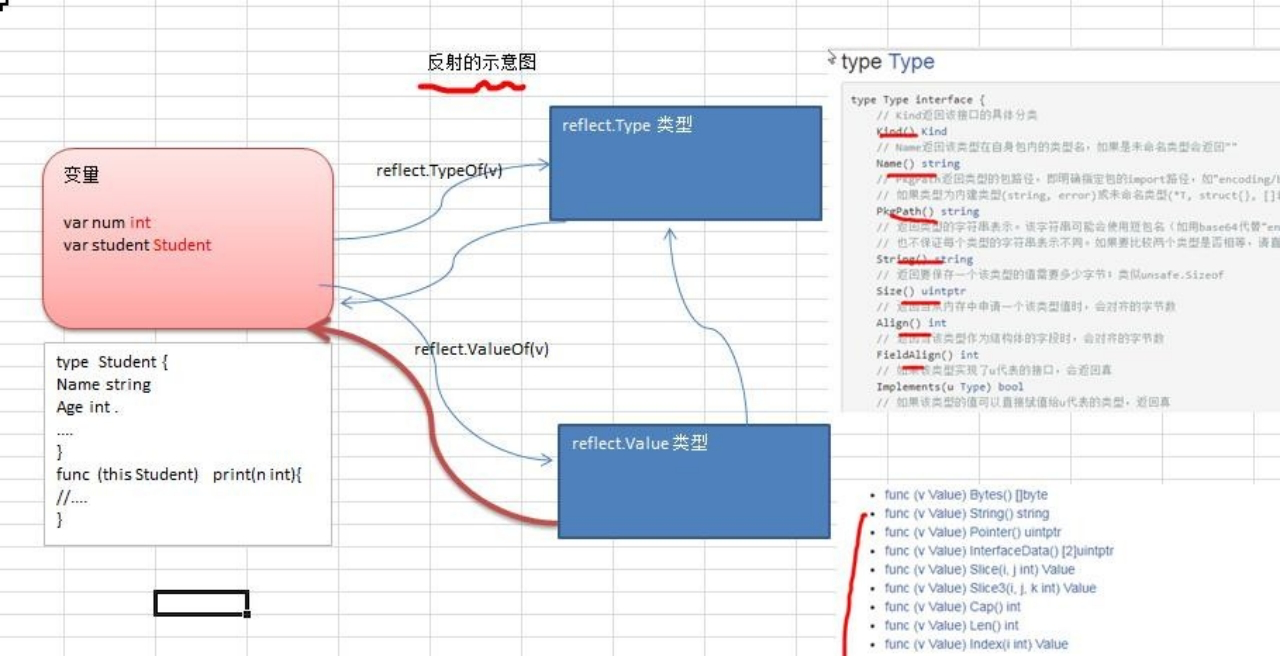 反射的示意图
变量
var num int
var student Student
type Student {
Name string
Age int .
....
}
func (this Student) print(n int){
//....
}
reflect.TypeOf(v)
reflect.ValueOf(v)
reflect.Type 类型
reflect.Value 类型
type Type
type Type interface {
// Kind返回该接口的具体分类
Kind() Kind
// Name返回该类型在自身包内的类型名，如果是未命名类型会返回""
Name() string
// PkgPath返回类型的包路径，即明确指定包的import路径，如"encoding/b
// 如果类型为内建类型(string, error)或未命名类型(*T, struct{}, []i
PkgPath() string
// 返回类型的字符串表示。该字符串可能会使用短包名（如用base64代替"en
// 也不保证每个类型的字符串表示不同。如果要比较两个类型是否相等，请直
String() string
// 返回要保存一个该类型的值需要多少字节；类似unsafe.Sizeof
Size() uintptr
// 返回当从内存中申请一个该类型值时，会对齐的字节数
Align() int
// 返回当该类型作为结构体的字段时，会对齐的字节数
FieldAlign() int
// 如果该类型实现了u代表的接口，会返回真
Implements(u Type) bool
// 如果该类型的值可以直接赋值给u代表的类型，返回真
func (v Value) Bytes() []byte
func (v Value) String() string
func (v Value) Pointer() uintptr
func (v Value) InterfaceData() [2]uintptr
func (v Value) Slice(i, j int) Value
func (v Value) Slice3(i, j, k int) Value
func (v Value) Cap() int
func (v Value) Len() int
func (v Value) Index(i int) Value